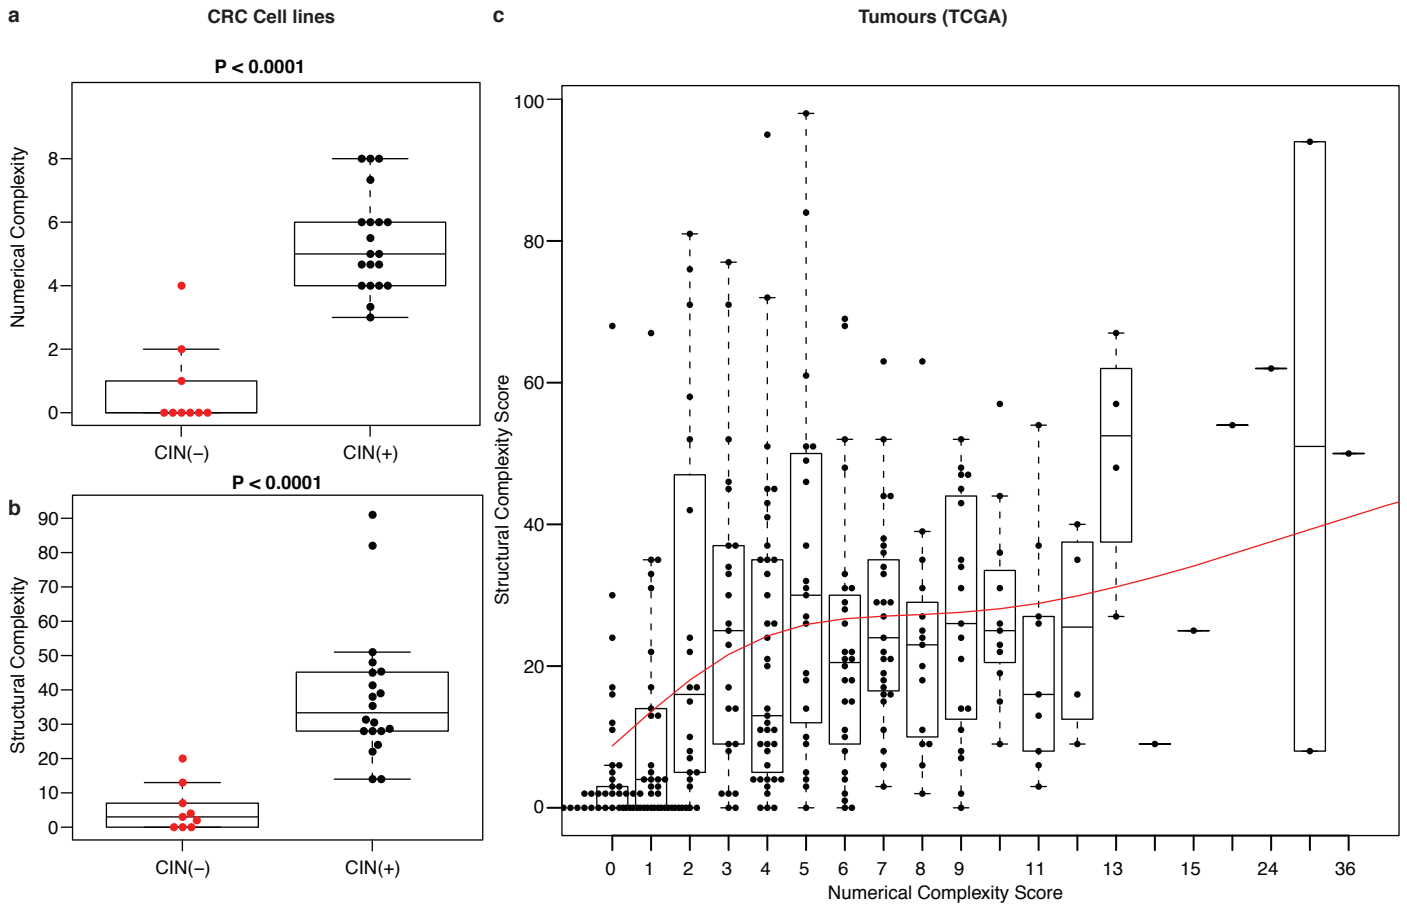 a
CRC Cell lines
P < 0.0001
Numerical Complexity
8
6
4
2
0
CIN(−)
CIN(+)
b
P < 0.0001
Structural Complexity
90
80
70
60
50
40
30
20
10
0
CIN(−)
CIN(+)
c
Tumours (TCGA)
Structural Complexity Score
100
80
60
40
20
0
0 1 2 3 4 5 6 7 8 9 11 13 15 24 36
Numerical Complexity Score